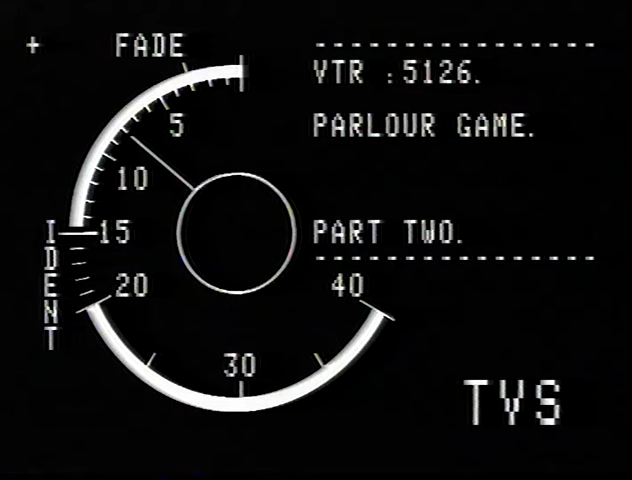 + FADE
----------------
VTR :5126.
PARLOUR GAME.
5
10
15
PART TWO.
----------------
IDENT
20
40
30
TVS